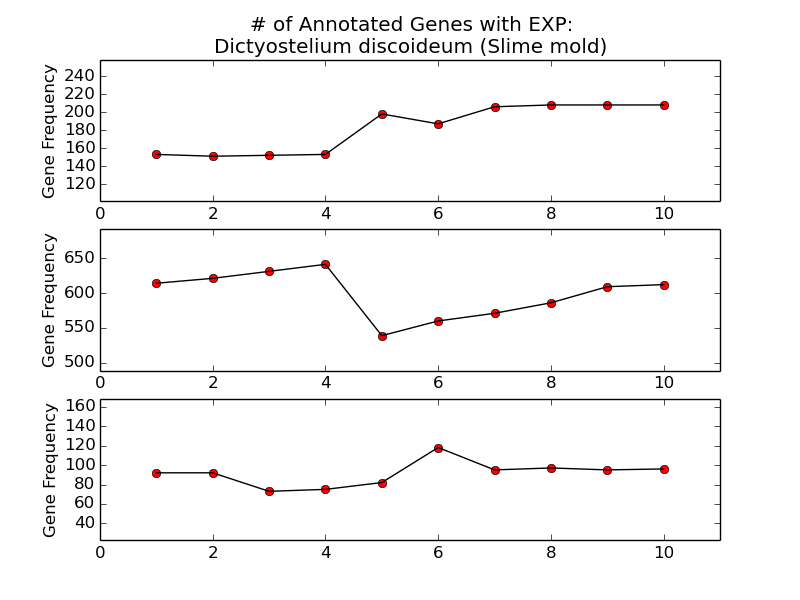 # of Annotated Genes with EXP:
Dictyostelium discoideum (Slime mold)
Gene Frequency
240
220
200
180
160
140
120
0 2 4 6 8 10
Gene Frequency
650
600
550
500
0 2 4 6 8 10
Gene Frequency
160
140
120
100
80
60
40
0 2 4 6 8 10